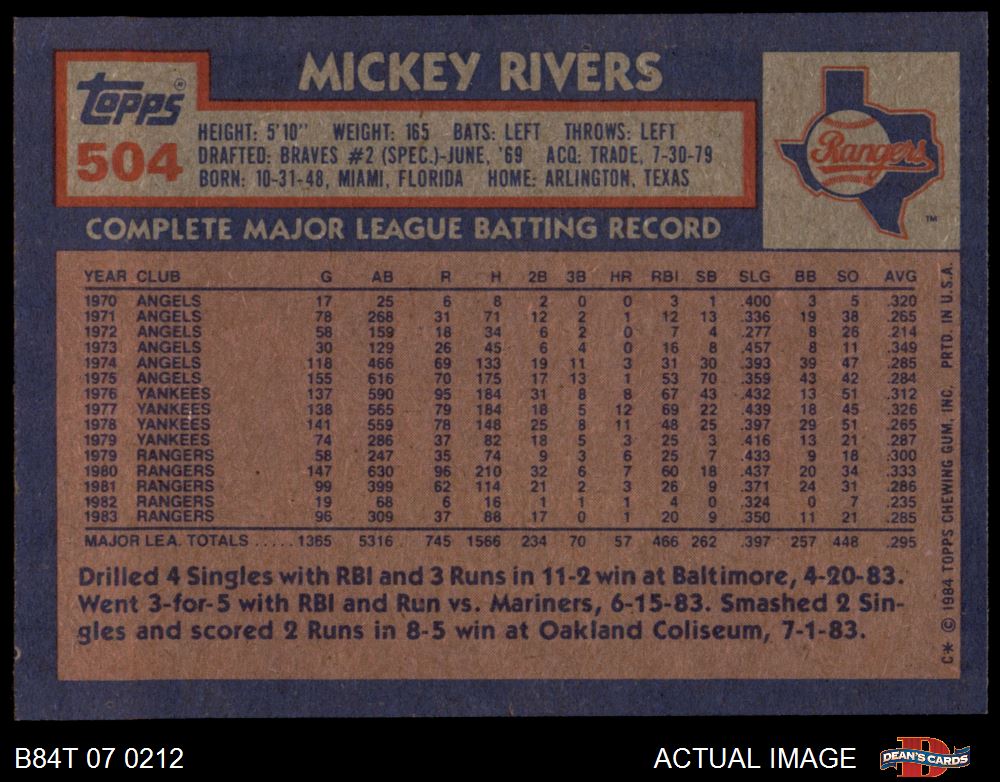 MICKEY RIVERS
Topps®
504
HEIGHT: 5'10" WEIGHT: 165 BATS: LEFT THROWS: LEFT
DRAFTED: BRAVES #2 (SPEC.)-JUNE, '69 ACQ: TRADE, 7-30-79
BORN: 10-31-48, MIAMI, FLORIDA HOME: ARLINGTON, TEXAS
Rangers
TM
COMPLETE MAJOR LEAGUE BATTING RECORD
YEAR CLUB G AB R H 2B 3B HR RBI SB SLG BB SO AVG
1970 ANGELS 17 25 6 8 2 0 0 3 1 .400 3 5 .320
1971 ANGELS 78 268 31 71 12 2 1 12 13 .336 19 38 .265
1972 ANGELS 58 159 18 34 6 2 0 7 4 .277 8 26 .214
1973 ANGELS 30 129 26 45 6 4 0 16 8 .457 8 11 .349
1974 ANGELS 118 466 69 133 19 11 3 31 30 .393 39 47 .285
1975 ANGELS 155 616 70 175 17 13 1 53 70 .359 43 42 .284
1976 YANKEES 137 590 95 184 31 8 8 67 43 .432 13 51 .312
1977 YANKEES 138 565 79 184 18 5 12 69 22 .439 18 45 .326
1978 YANKEES 141 559 78 148 25 8 11 48 25 .397 29 51 .265
1979 YANKEES 74 286 37 82 18 5 3 25 3 .416 13 21 .287
1979 RANGERS 58 247 35 74 9 3 6 25 7 .433 9 18 .300
1980 RANGERS 147 630 96 210 32 6 7 60 18 .437 20 34 .333
1981 RANGERS 99 399 62 114 21 2 3 26 9 .371 24 31 .286
1982 RANGERS 19 68 6 16 1 1 1 4 0 .324 0 7 .235
1983 RANGERS 96 309 37 88 17 0 1 20 9 .350 11 21 .285
MAJOR LEA. TOTALS ..... 1365 5316 745 1566 234 70 57 466 262 .397 257 448 .295
Drilled 4 Singles with RBI and 3 Runs in 11-2 win at Baltimore, 4-20-83.
Went 3-for-5 with RBI and Run vs. Mariners, 6-15-83. Smashed 2 Sin-
gles and scored 2 Runs in 8-5 win at Oakland Coliseum, 7-1-83.
C* © 1984 TOPPS CHEWING GUM, INC. PRTD. IN U.S.A.
B84T 07 0212
ACTUAL IMAGE
D
DEAN'S CARDS